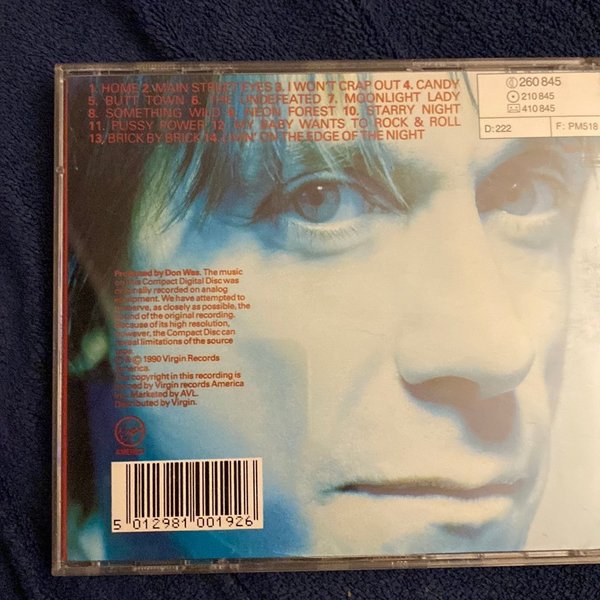 1. HOME 2. MAIN STREET EYES 3. I WON'T CRAP OUT 4. CANDY
5. BUTT TOWN 6. THE UNDEFEATED 7. MOONLIGHT LADY
8. SOMETHING WILD 9. NEON FOREST 10. STARRY NIGHT
11. PUSSY POWER 12. MY BABY WANTS TO ROCK & ROLL
13. BRICK BY BRICK 14. LIVIN' ON THE EDGE OF THE NIGHT
260 845
210 845
410 845
D: 222 F: PM518
Produced by Don Was. The music
on this Compact Digital Disc was
originally recorded on analog
equipment. We have attempted to
preserve, as closely as possible, the
sound of the original recording.
Because of its high resolution,
however, the Compact Disc can
reveal limitations of the source
tape.
℗ & © 1990 Virgin Records
America.
The copyright in this recording is
owned by Virgin records America
Inc. Marketed by AVL.
Distributed by Virgin.
Virgin
AMERICA
5 012981 001926